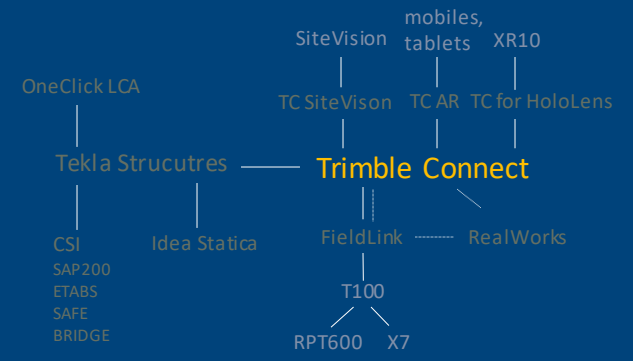 mobiles,
SiteVision tablets XR10
OneClick LCA
TC SiteVison TC AR TC for HoloLens
Tekla Strucutres Trimble Connect
CSI Idea Statica FieldLink RealWorks
SAP200
ETABS T100
SAFE
BRIDGE RPT600 X7